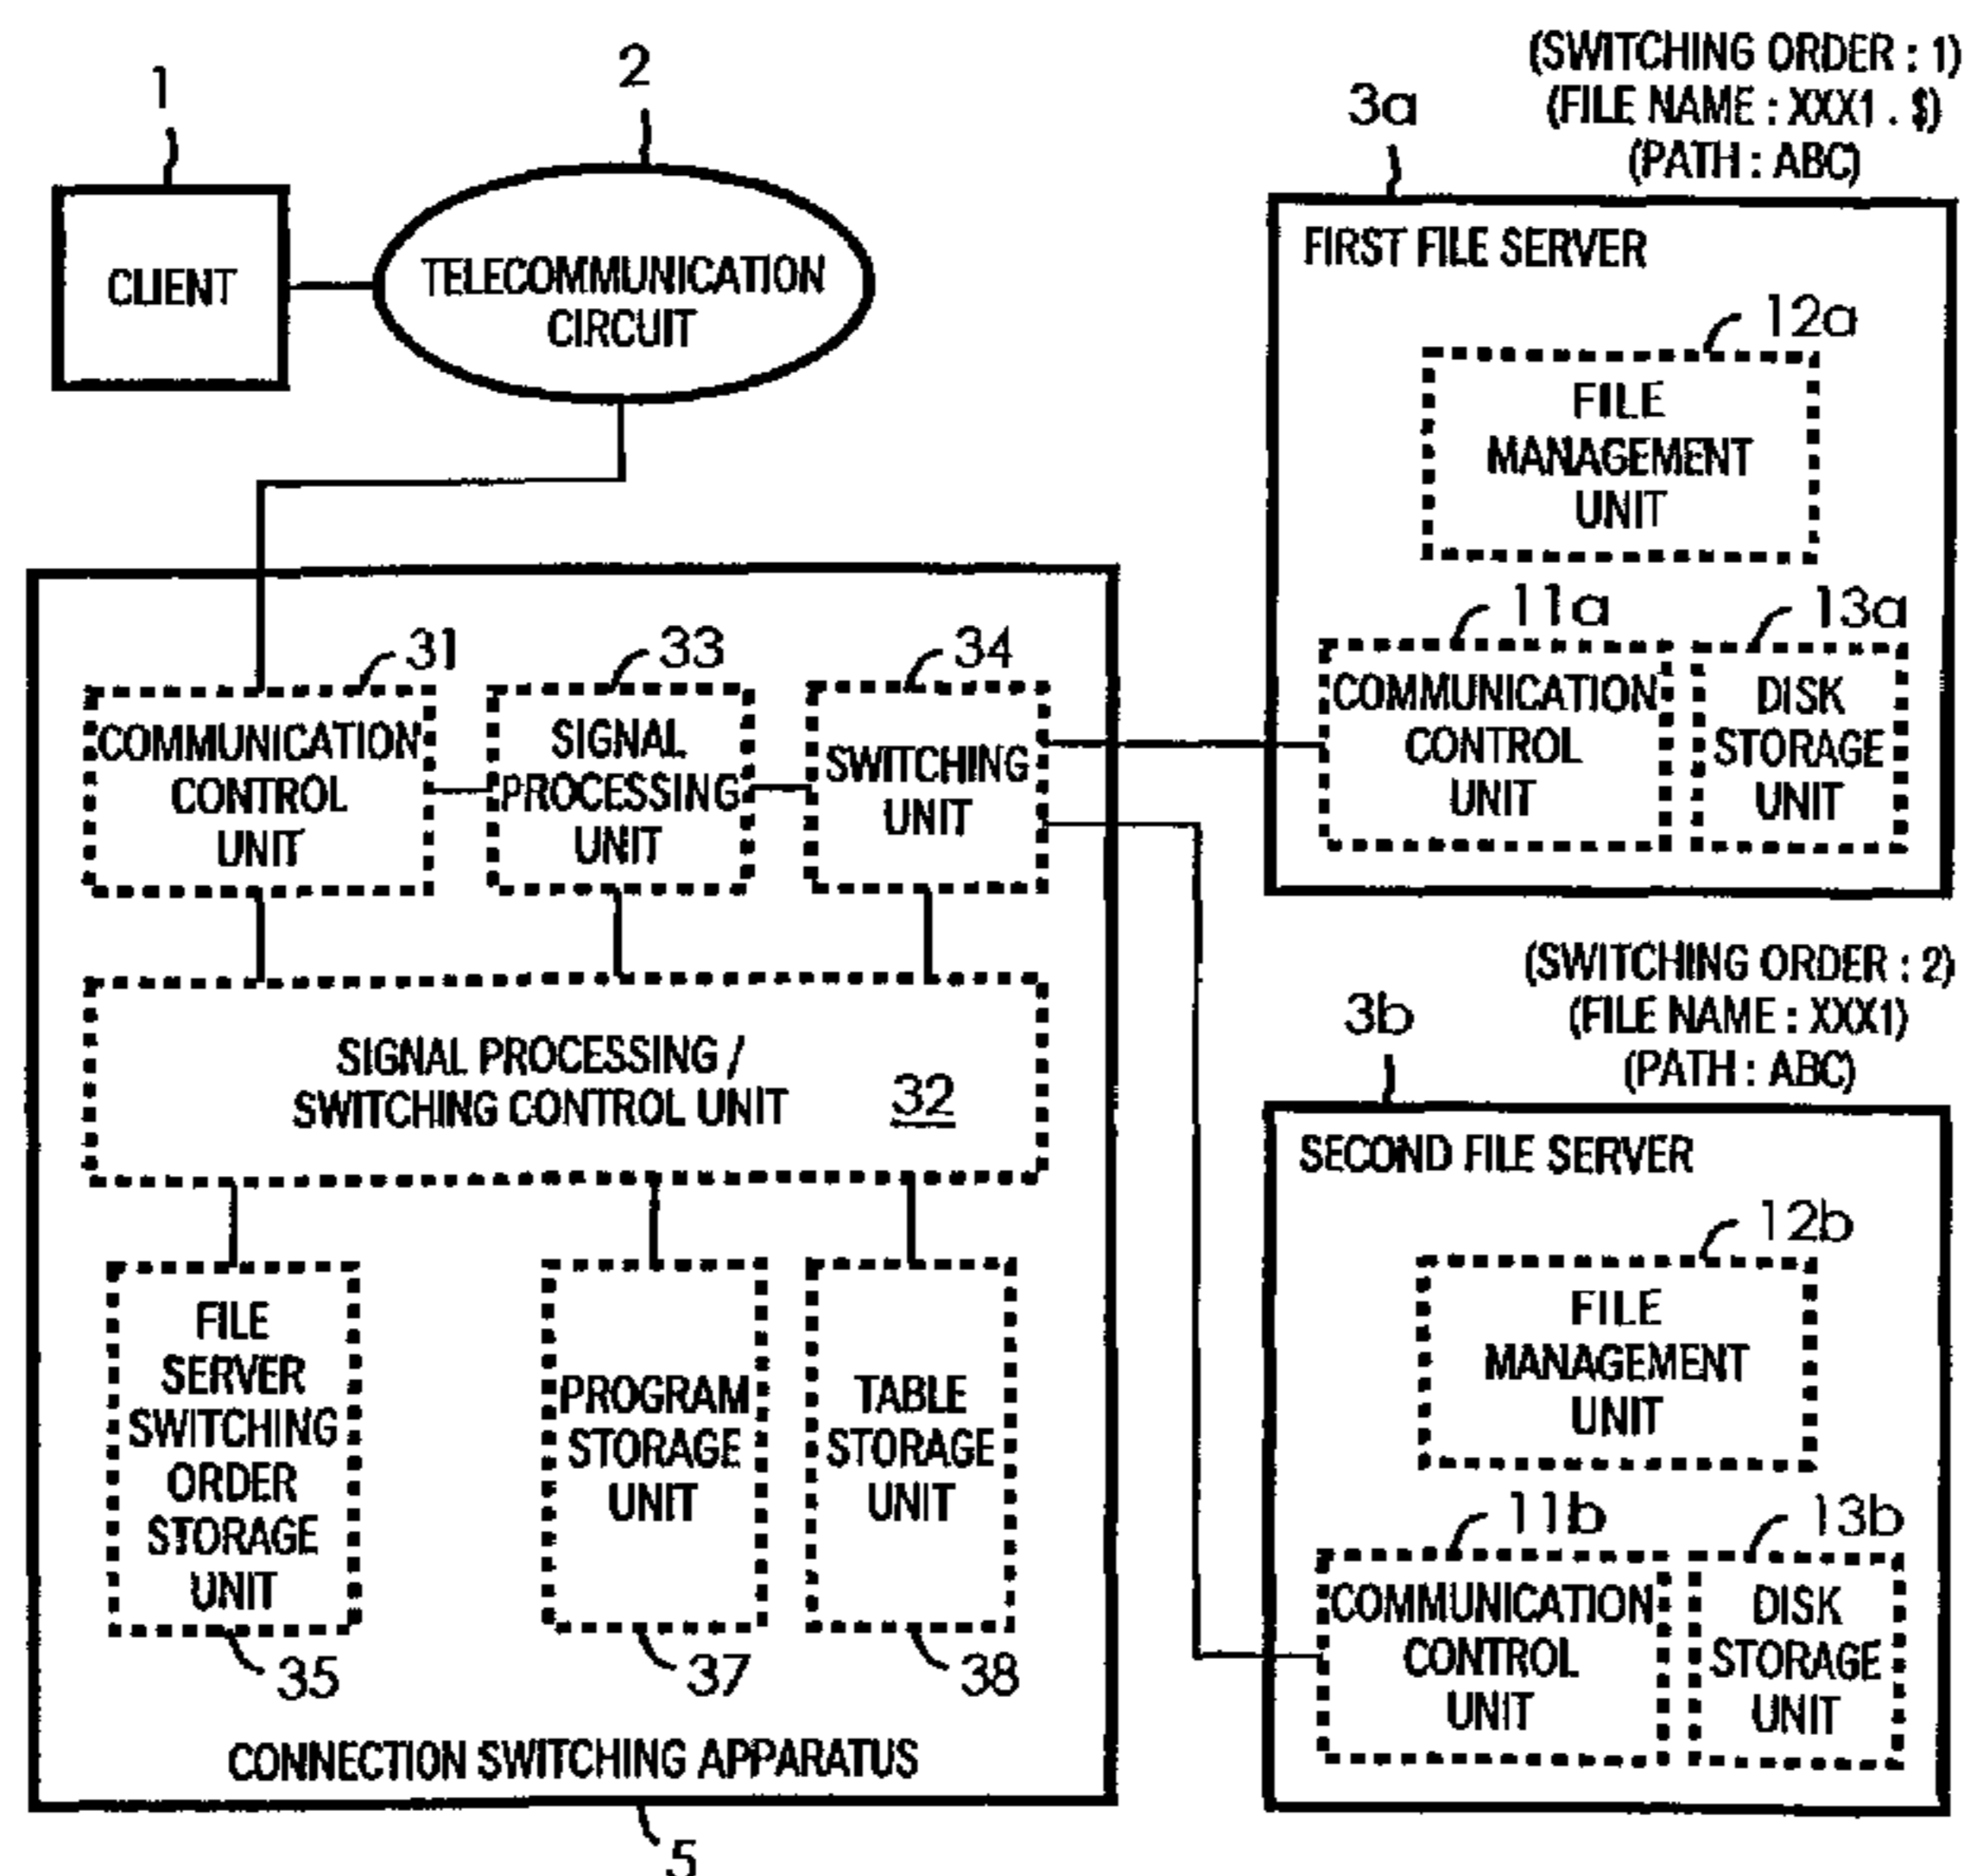 1
CLIENT
2
TELECOMMUNICATION
CIRCUIT
(SWITCHING ORDER : 1)
(FILE NAME : XXX1 . $)
(PATH : ABC)
3a
FIRST FILE SERVER
12a
FILE
MANAGEMENT
UNIT
11a
COMMUNICATION
CONTROL
UNIT
13a
DISK
STORAGE
UNIT
31
COMMUNICATION
CONTROL
UNIT
33
SIGNAL
PROCESSING
UNIT
34
SWITCHING
UNIT
SIGNAL PROCESSING /
SWITCHING CONTROL UNIT
32
FILE
SERVER
SWITCHING
ORDER
STORAGE
UNIT
35
PROGRAM
STORAGE
UNIT
37
TABLE
STORAGE
UNIT
38
CONNECTION SWITCHING APPARATUS
5
(SWITCHING ORDER : 2)
(FILE NAME : XXX1)
(PATH : ABC)
3b
SECOND FILE SERVER
12b
FILE
MANAGEMENT
UNIT
11b
COMMUNICATION
CONTROL
UNIT
13b
DISK
STORAGE
UNIT